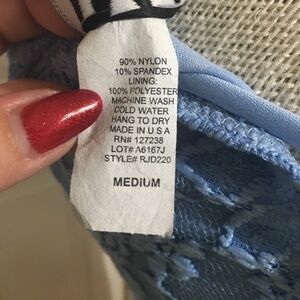 90% NYLON
10% SPANDEX
LINING:
100% POLYESTER
MACHINE WASH
COLD WATER
HANG TO DRY
MADE IN U S A
RN# 127238
LOT# A6167J
STYLE# RJD220
MEDIUM